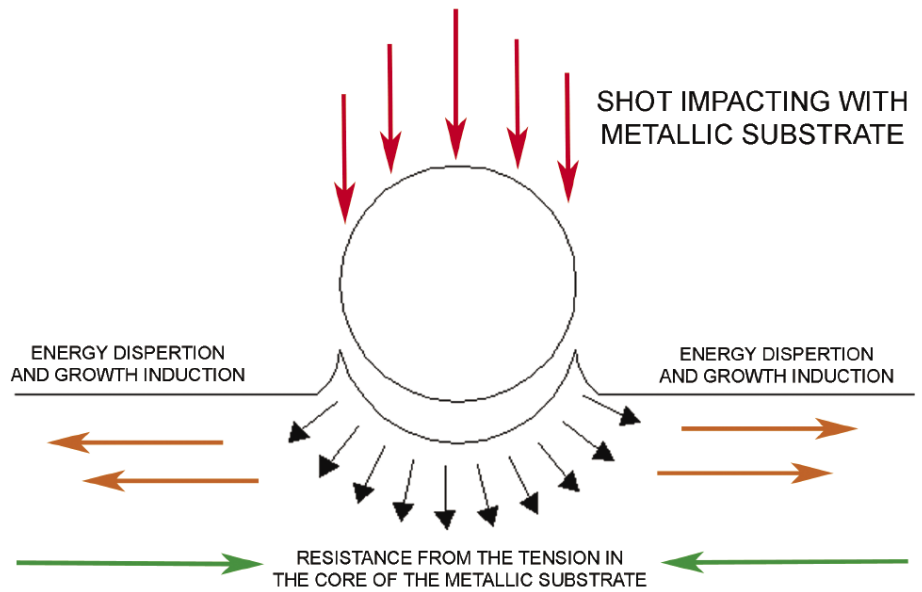 SHOT IMPACTING WITH
METALLIC SUBSTRATE
ENERGY DISPERTION
AND GROWTH INDUCTION
ENERGY DISPERTION
AND GROWTH INDUCTION
RESISTANCE FROM THE TENSION IN
THE CORE OF THE METALLIC SUBSTRATE